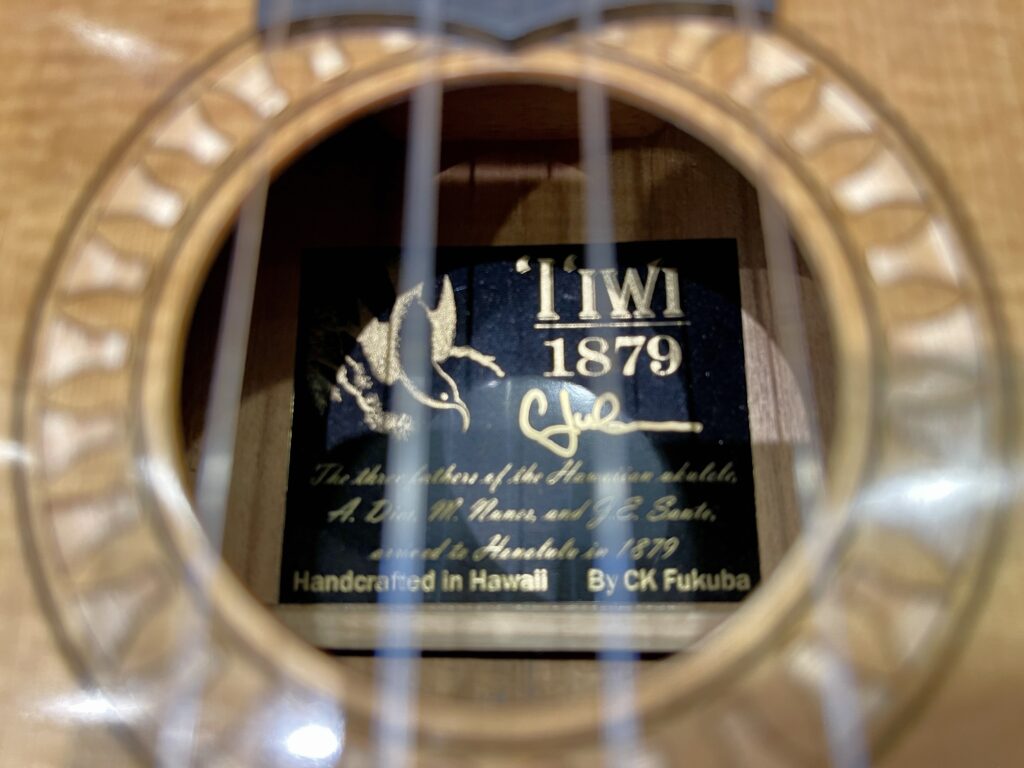 ʻIʻIWI
1879
The three fathers of the Hawaiian ukulele,
A. Dias, M. Nunes, and J.E. Santo,
arrived to Honolulu in 1879
Handcrafted in Hawaii By CK Fukuba